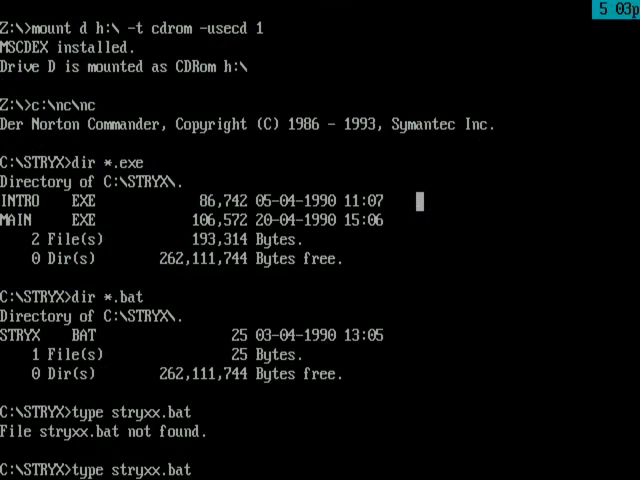 5 03p
Z:\>mount d h:\ -t cdrom -usecd 1
MSCDEX installed.
Drive D is mounted as CDRom h:\
Z:\>c:\nc\nc
Der Norton Commander, Copyright (C) 1986 - 1993, Symantec Inc.
C:\STRYX>dir *.exe
Directory of C:\STRYX\.
INTRO    EXE             86,742 05-04-1990 11:07
MAIN     EXE            106,572 20-04-1990 15:06
    2 File(s)           193,314 Bytes.
    0 Dir(s)        262,111,744 Bytes free.
C:\STRYX>dir *.bat
Directory of C:\STRYX\.
STRYX    BAT                 25 03-04-1990 13:05
    1 File(s)                25 Bytes.
    0 Dir(s)        262,111,744 Bytes free.
C:\STRYX>type stryxx.bat
File stryxx.bat not found.
C:\STRYX>type stryxx.bat